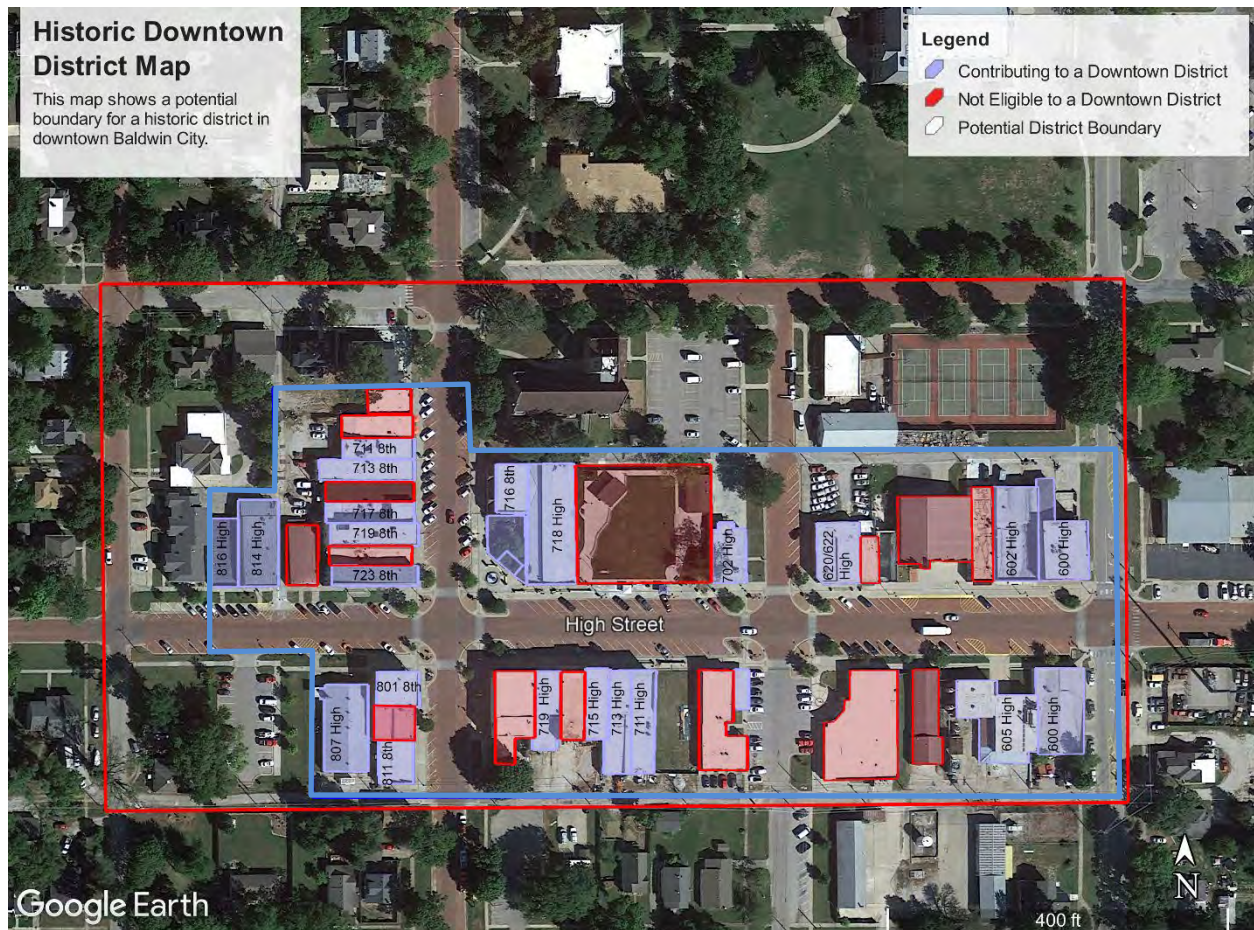 Historic Downtown
District Map
This map shows a potential
boundary for a historic district in
downtown Baldwin City.
Legend
Contributing to a Downtown District
Not Eligible to a Downtown District
Potential District Boundary
711 8th
713 8th
717 8th
719 8th
723 8th
816 High
814 High
716 8th
718 High
702 High
620/622
High
602 High
600 High
High Street
801 8th
807 High
811 8th
719 High
715 High
713 High
711 High
605 High
600 High
N
Google Earth
400 ft